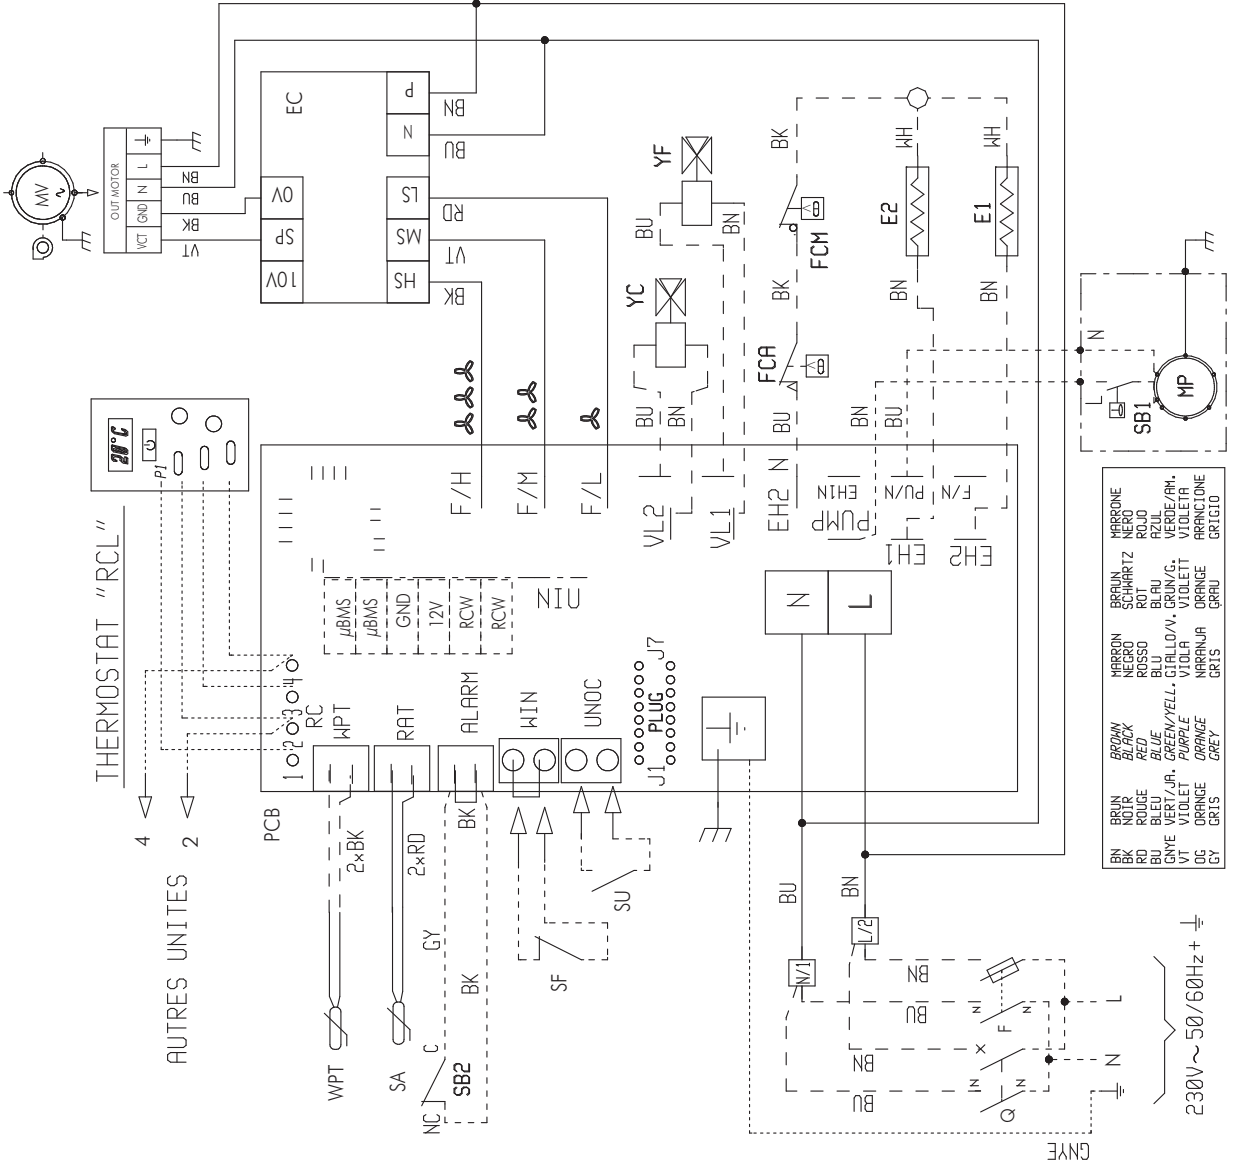 MV
OUT MOTOR
VCT
GND
N
L
VT
BK
BU
BN
EC
10V
SP
0V
HS
MS
LS
N
P
BK
VT
RD
BU
BN
20°C
P1
THERMOSTAT "RCL"
4
2
AUTRES UNITES
PCB
1
2
3
4
RC
WPT
RAT
ALARM
WIN
UNOC
J1 PLUG J7
µBMS
µBMS
GND
12V
RCW
RCW
UIN
F/H
F/M
F/L
VL2
VL1
EH2 N
EH1N
PUMP
PU/N
EH1
F/N
EH2
YC
BU
BN
YF
BU
BN
BK
FCM
BK
FCA
BU
WH
E2
BN
WH
E1
BN
BN
BU
N
L
SB1
MP
N
L
2xBK
WPT
2xRD
SA
BK
GY
BK
NC
C
SB2
SF
SU
BU
BN
N/1
L/2
BN
BU
BN
BU
N
N
F
X
N
N
Q
L
N
GNYE
230V~50/60Hz+
BN BRUN BROWN MARRON BRAUN MARRONE
BK NOIR BLACK NEGRO SCHWARTZ NERO
RD ROUGE RED ROSSO ROT ROJO
BU BLEU BLUE BLU BLAU AZUL
GNYE VERT/JA. GREEN/YELL. GIALLO/V. GRUN/G. VERDE/AM.
VT VIOLET PURPLE VIOLA VIOLETT VIOLETA
OG ORANGE ORANGE NARANJA ORANGE ARANCIONE
GY GRIS GREY GRIS GRAU GRIGIO